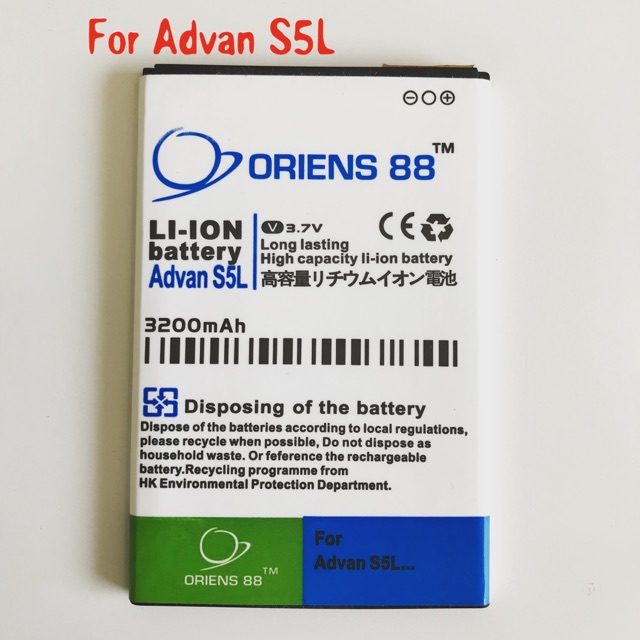 For Advan S5L
ORIENS 88™
LI-ION
battery
Advan S5L
V 3.7V
Long lasting
High capacity li-ion battery
高容量リチウムイオン電池
CE
3200mAh
Disposing of the battery
Dispose of the batteries according to local regulations,
please recycle when possible, Do not dispose as
household waste. Or feference the rechargeable
battery.Recycling programme from
HK Environmental Protection Department.
ORIENS 88™
For
Advan S5L...